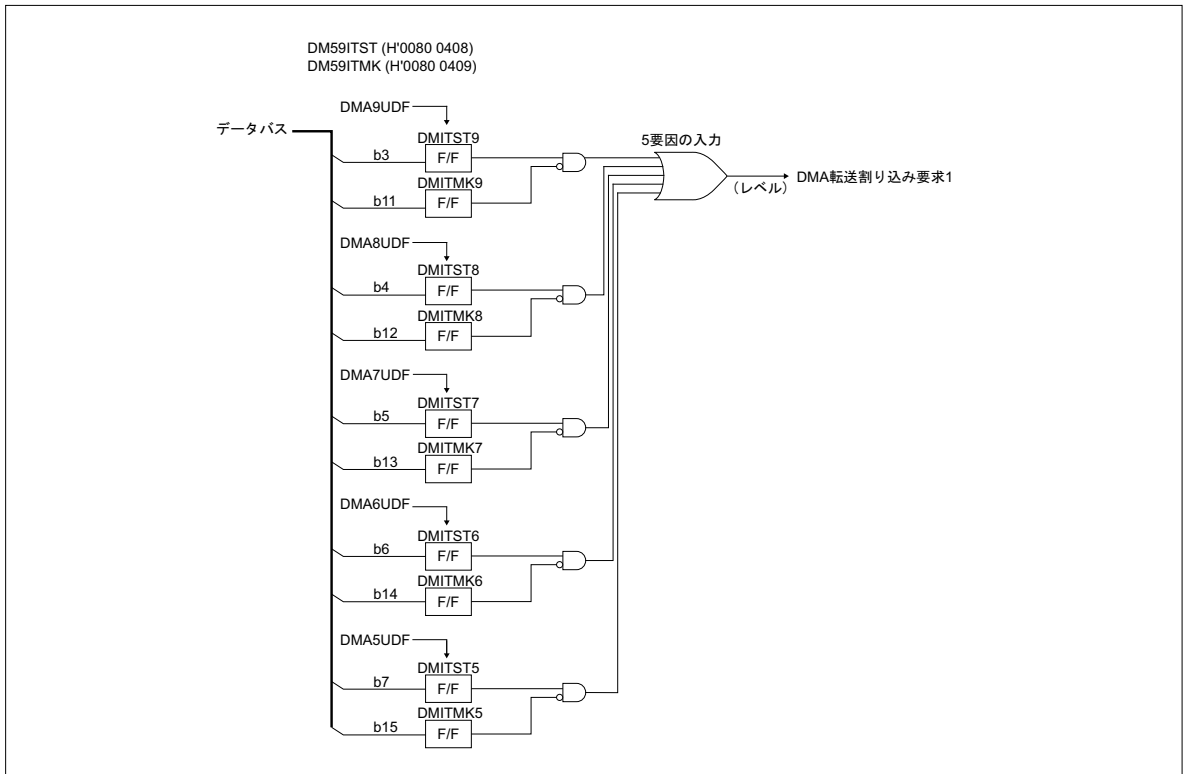 DM59ITST (H'0080 0408)
DM59ITMK (H'0080 0409)
DMA9UDF
データバス
DMITST9
5要因の入力
b3
F/F
DMA転送割り込み要求1
(レベル)
DMITMK9
b11
F/F
DMA8UDF
DMITST8
b4
F/F
DMITMK8
b12
F/F
DMA7UDF
DMITST7
b5
F/F
DMITMK7
b13
F/F
DMA6UDF
DMITST6
b6
F/F
DMITMK6
b14
F/F
DMA5UDF
DMITST5
b7
F/F
DMITMK5
b15
F/F